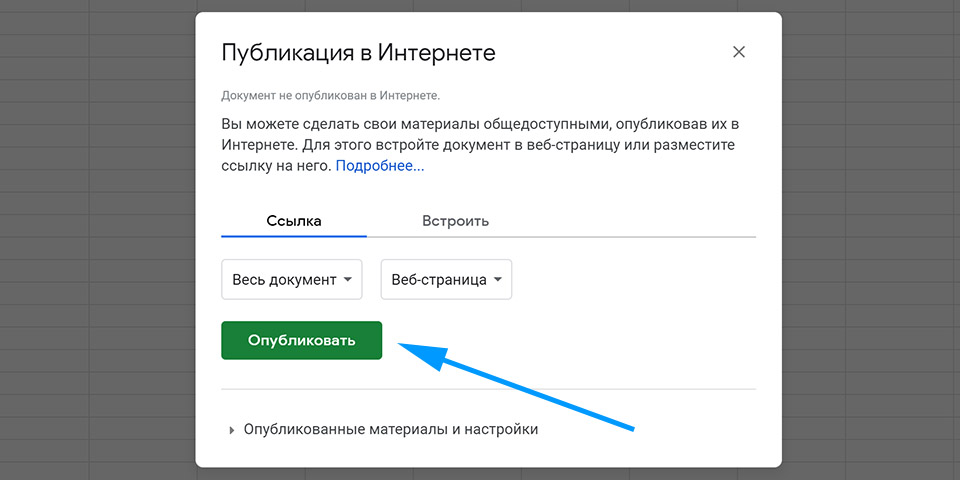 Публикация в Интернете
Документ не опубликован в Интернете.
Вы можете сделать свои материалы общедоступными, опубликовав их в
Интернете. Для этого встройте документ в веб-страницу или разместите
ссылку на него. Подробнее...
Ссылка Встроить
Весь документ Веб-страница
Опубликовать
Опубликованные материалы и настройки